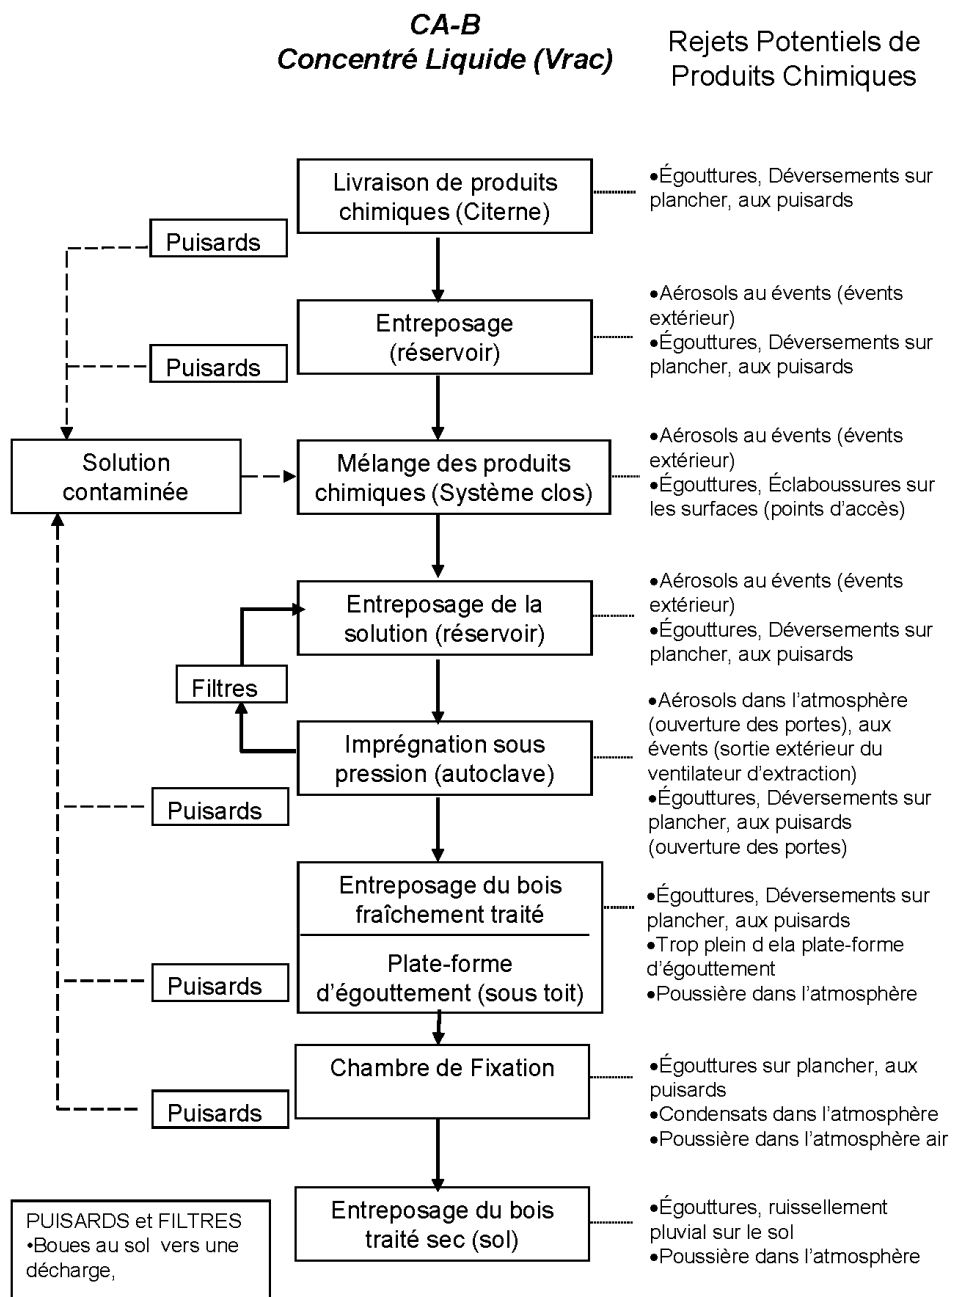 CA-B
Concentré Liquide (Vrac)
Rejets Potentiels de
Produits Chimiques
Livraison de produits
chimiques (Citerne)
•Égouttures, Déversements sur
plancher, aux puisards
Puisards
Entreposage
(réservoir)
•Aérosols au évents (évents
extérieur)
•Égouttures, Déversements sur
plancher, aux puisards
Puisards
Solution
contaminée
Mélange des produits
chimiques (Système clos)
•Aérosols au évents (évents
extérieur)
•Égouttures, Éclaboussures sur
les surfaces (points d'accès)
Entreposage de la
solution (réservoir)
•Aérosols au évents (évents
extérieur)
•Égouttures, Déversements sur
plancher, aux puisards
Filtres
Imprégnation sous
pression (autoclave)
•Aérosols dans l'atmosphère
(ouverture des portes), aux
évents (sortie extérieur du
ventilateur d'extraction)
•Égouttures, Déversements sur
plancher, aux puisards
(ouverture des portes)
Puisards
Entreposage du bois
fraîchement traité
Plate-forme
d'égouttement (sous toit)
•Égouttures, Déversements sur
plancher, aux puisards
•Trop plein d ela plate-forme
d'égouttement
•Poussière dans l'atmosphère
Puisards
Chambre de Fixation
•Égouttures sur plancher, aux
puisards
•Condensats dans l'atmosphère
•Poussière dans l'atmosphère air
Puisards
Entreposage du bois
traité sec (sol)
•Égouttures, ruissellement
pluvial sur le sol
•Poussière dans l'atmosphère
PUISARDS et FILTRES
•Boues au sol vers une
décharge,